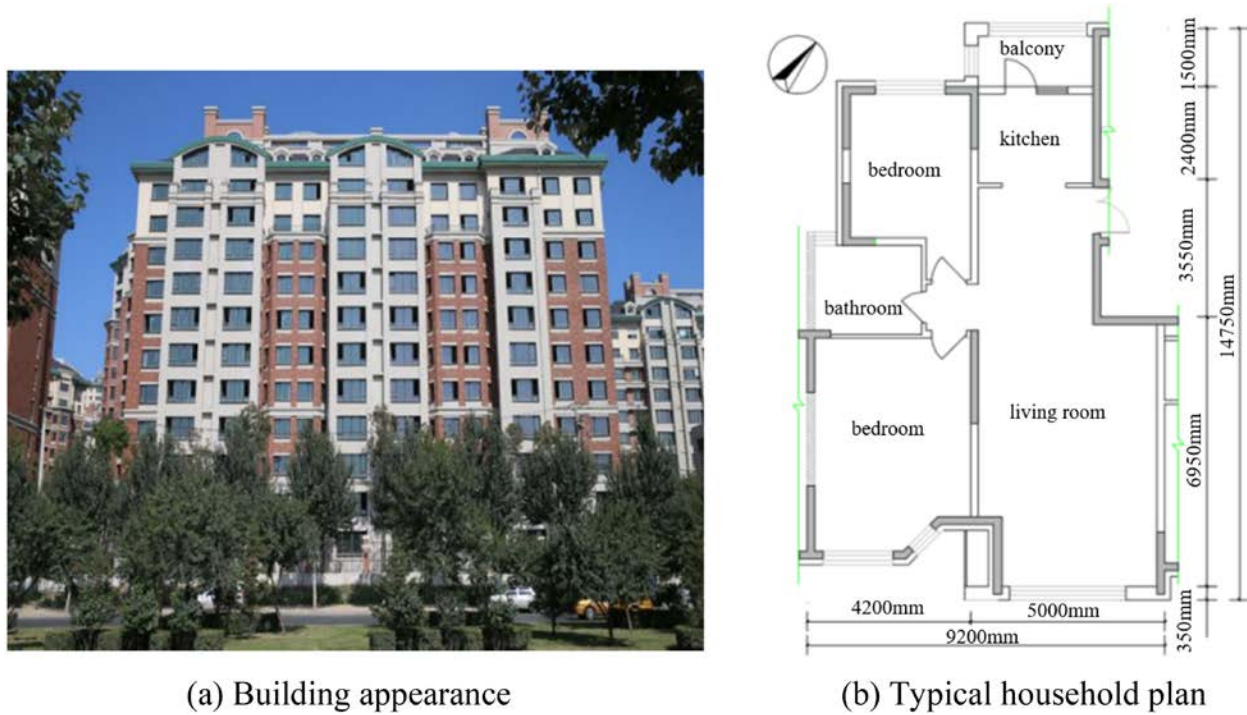 balcony
kitchen
bedroom
bathroom
living room
bedroom
1500mm
2400mm
3550mm
6950mm
350mm
14750mm
4200mm
5000mm
9200mm
(a) Building appearance
(b) Typical household plan